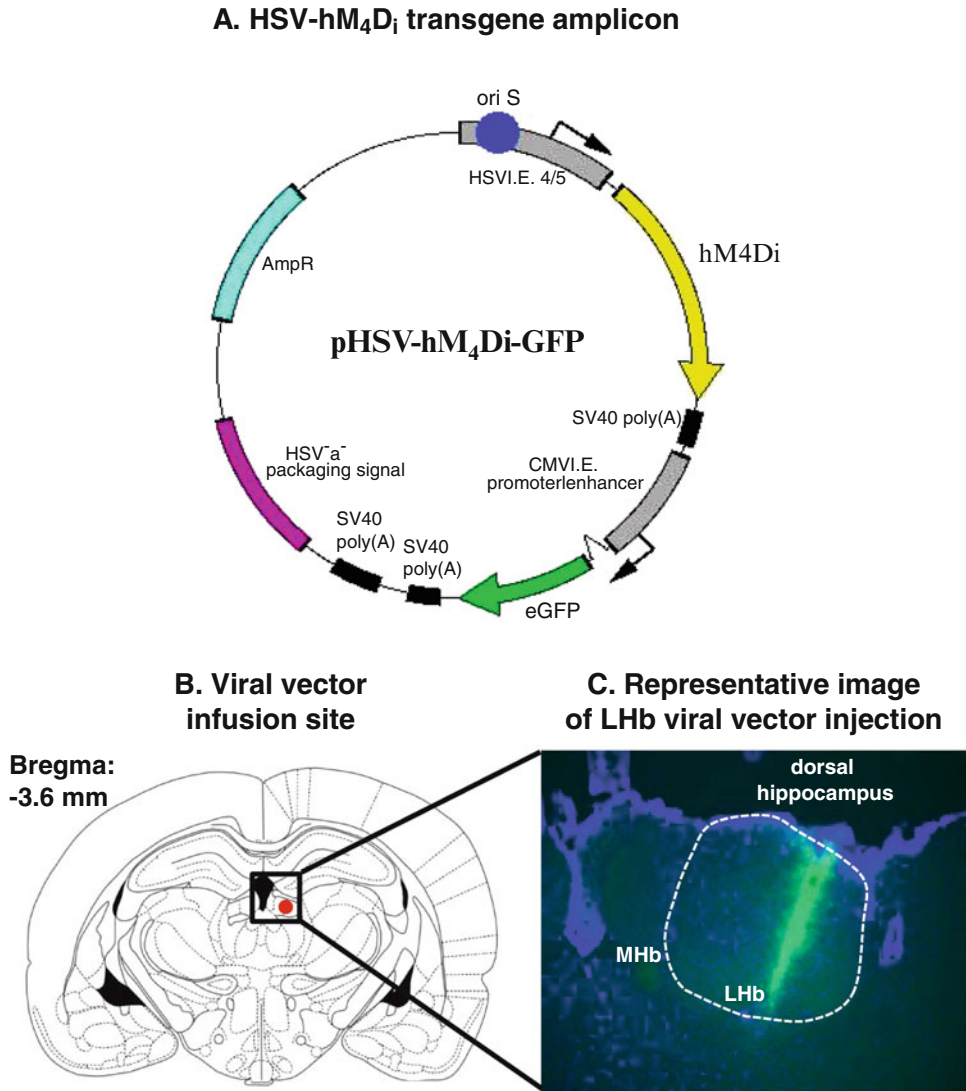 A. HSV-hM4Di transgene amplicon
ori S
HSVI.E. 4/5
hM4Di
AmpR
pHSV-hM4Di-GFP
SV40 poly(A)
CMVI.E.
promoterlenhancer
HSV-a-
packaging signal
SV40
poly(A)
SV40
poly(A)
eGFP
B. Viral vector
infusion site
Bregma:
-3.6 mm
C. Representative image
of LHb viral vector injection
dorsal
hippocampus
MHb
LHb